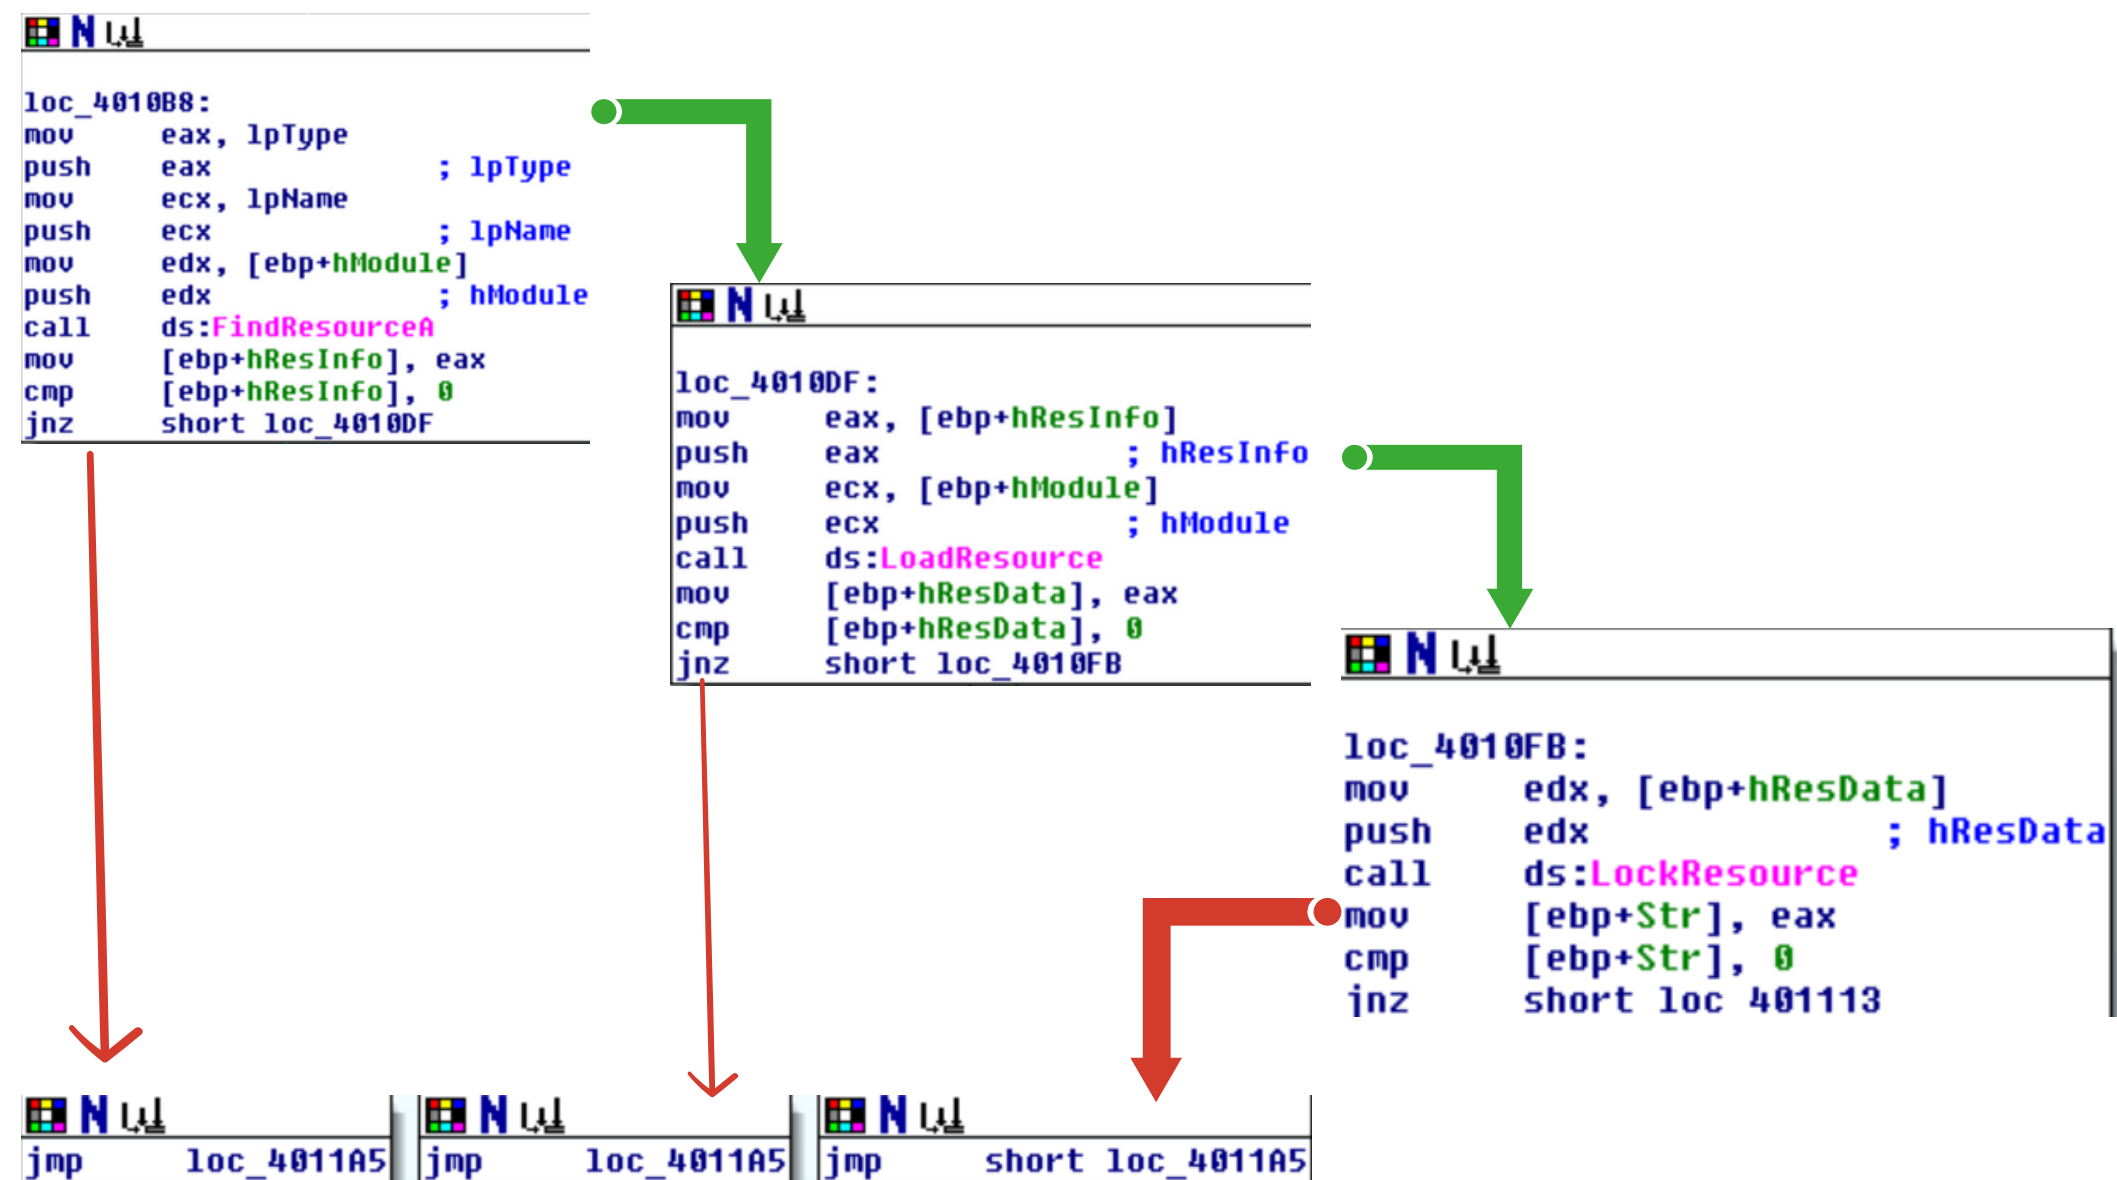 loc_4010B8:
mov eax, lpType
push eax ; lpType
mov ecx, lpName
push ecx ; lpName
mov edx, [ebp+hModule]
push edx ; hModule
call ds:FindResourceA
mov [ebp+hResInfo], eax
cmp [ebp+hResInfo], 0
jnz short loc_4010DF
loc_4010DF:
mov eax, [ebp+hResInfo]
push eax ; hResInfo
mov ecx, [ebp+hModule]
push ecx ; hModule
call ds:LoadResource
mov [ebp+hResData], eax
cmp [ebp+hResData], 0
jnz short loc_4010FB
loc_4010FB:
mov edx, [ebp+hResData]
push edx ; hResData
call ds:LockResource
mov [ebp+Str], eax
cmp [ebp+Str], 0
jnz short loc 401113
jmp loc_4011A5
jmp loc_4011A5
jmp short loc_4011A5